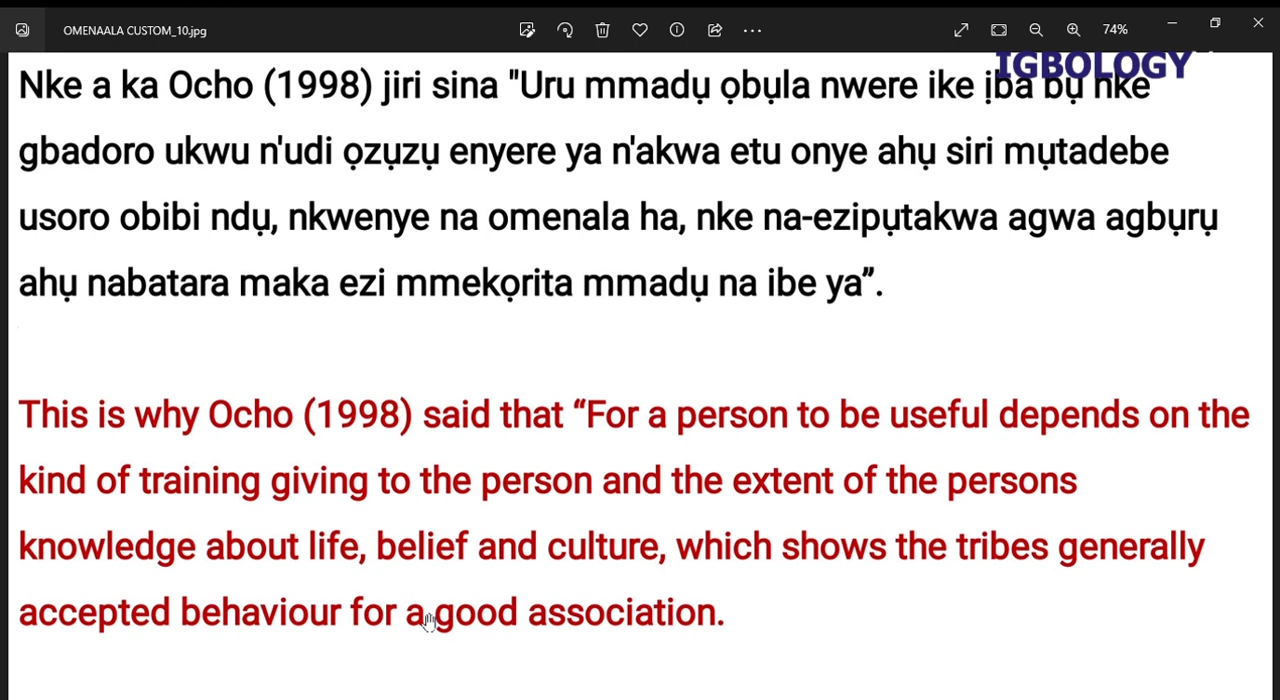 OMENAALA CUSTOM_10.jpg
74%
IGBOLOGY
Nke a ka Ocho (1998) jiri sina "Uru mmadụ ọbụla nwere ike ịba bụ nke
gbadoro ukwu n'udi ọzụzụ enyere ya n'akwa etu onye ahụ siri mụtadebe
usoro obibi ndụ, nkwenye na omenala ha, nke na-ezipụtakwa agwa agbụrụ
ahụ nabatara maka ezi mmekọrita mmadụ na ibe ya”.
This is why Ocho (1998) said that “For a person to be useful depends on the
kind of training giving to the person and the extent of the persons
knowledge about life, belief and culture, which shows the tribes generally
accepted behaviour for a good association.